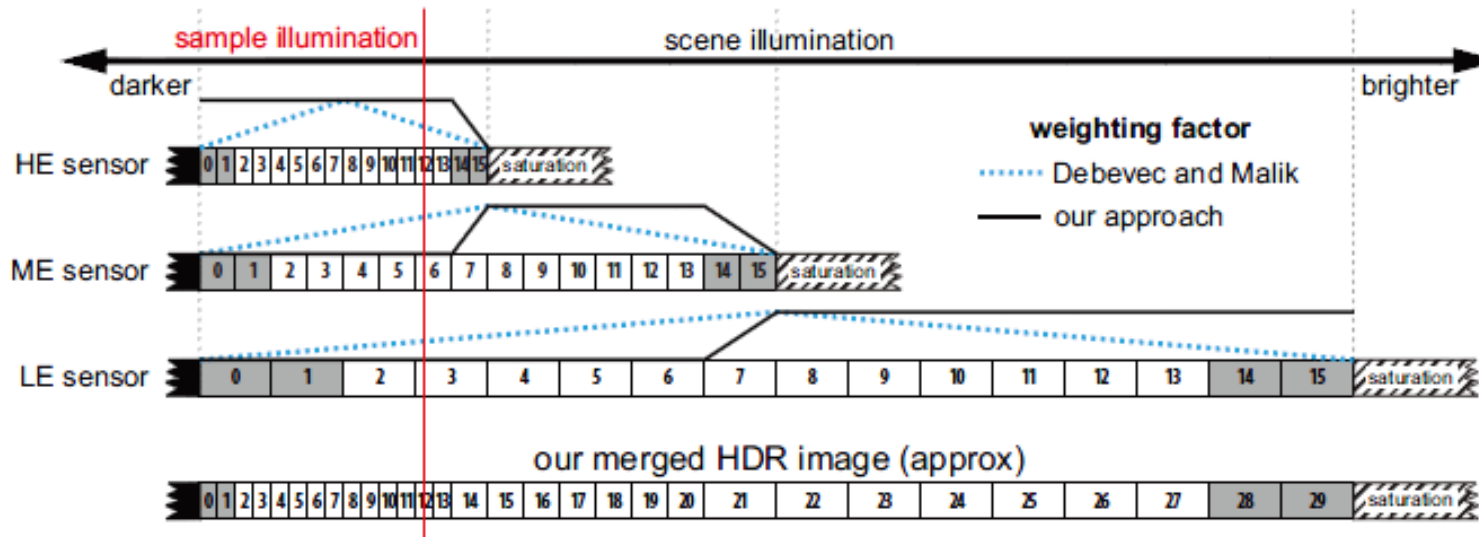 sample illumination scene illumination
darker brighter
weighting factor
HE sensor 0 1 2 3 4 5 6 7 8 9 10 11 12 13 14 15 saturation
Debevec and Malik
our approach
ME sensor 0 1 2 3 4 5 6 7 8 9 10 11 12 13 14 15 saturation
LE sensor 0 1 2 3 4 5 6 7 8 9 10 11 12 13 14 15 saturation
our merged HDR image (approx)
0 1 2 3 4 5 6 7 8 9 10 11 12 13 14 15 16 17 18 19 20 21 22 23 24 25 26 27 28 29 saturation